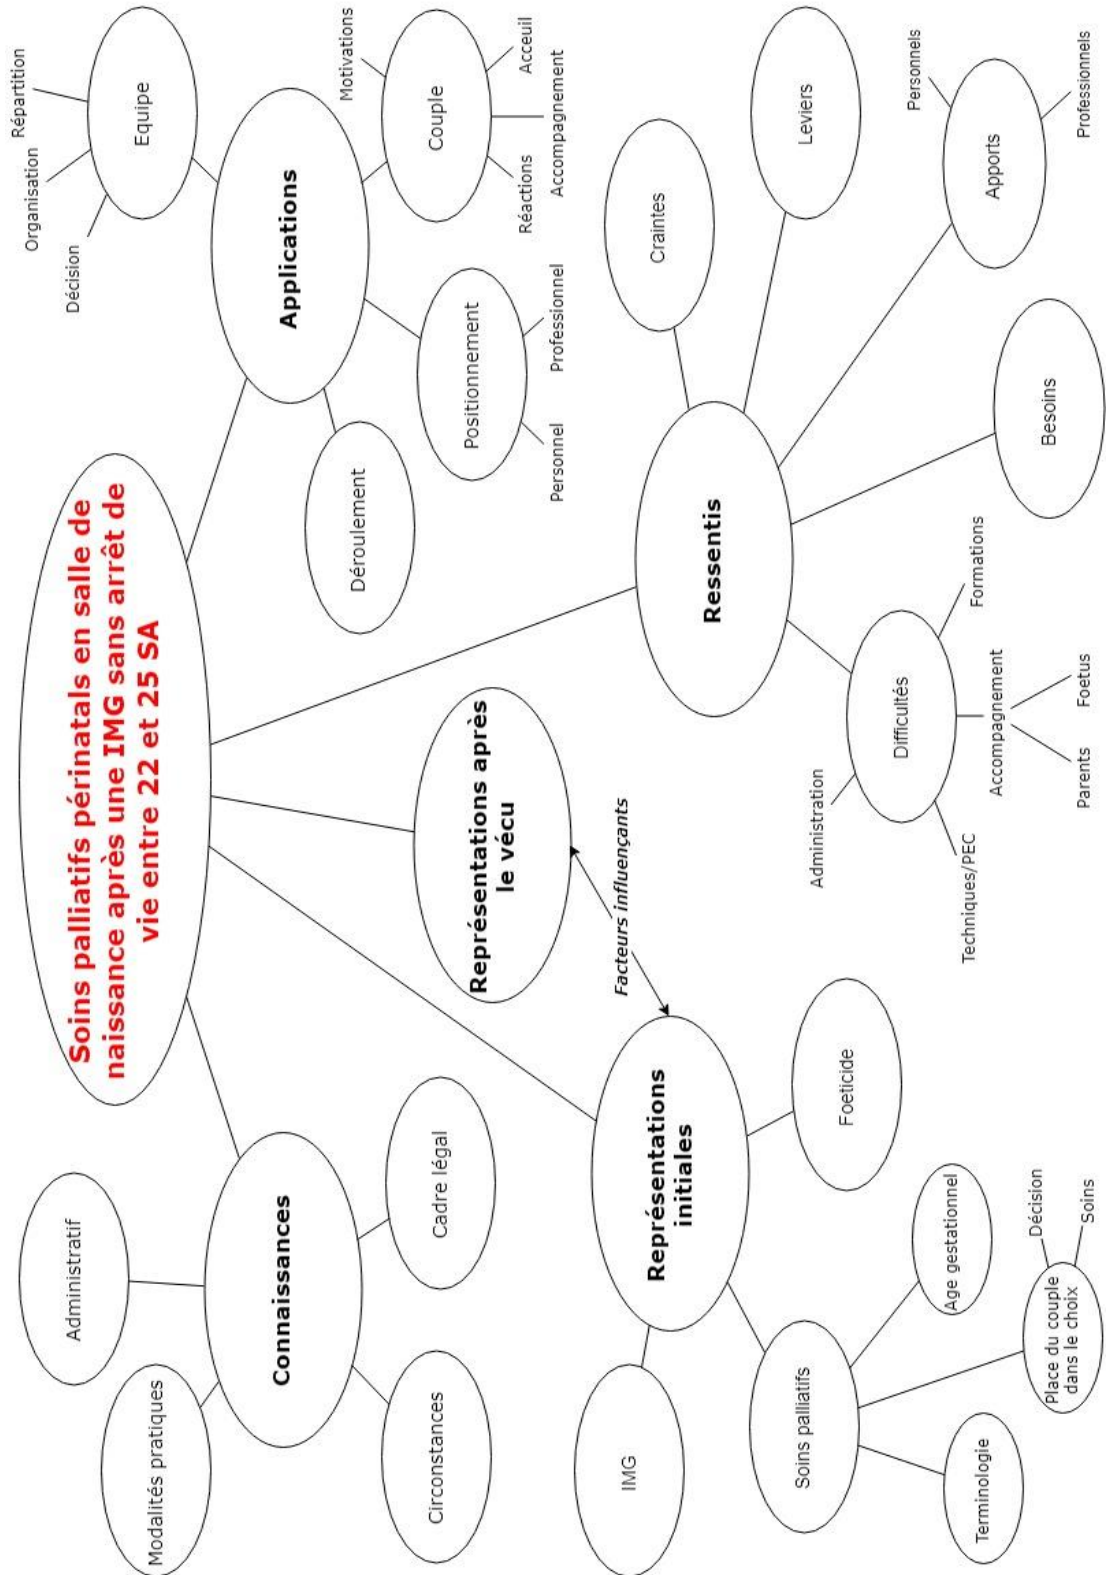 Soins palliatifs périnatals en salle de
naissance après une IMG sans arrêt de
vie entre 22 et 25 SA
Connaissances
Administratif
Modalités pratiques
Circonstances
Cadre légal
Représentations
initiales
IMG
Soins palliatifs
Terminologie
Place du couple
dans le choix
Décision
Soins
Age gestationnel
Foeticide
Facteurs influençants
Représentations après
le vécu
Ressentis
Difficultés
Administration
Techniques/PEC
Accompagnement
Parents
Foetus
Formations
Besoins
Apports
Personnels
Professionnels
Leviers
Craintes
Applications
Déroulement
Positionnement
Personnel
Professionnel
Couple
Motivations
Réactions
Accompagnement
Acceuil
Equipe
Décision
Organisation
Répartition